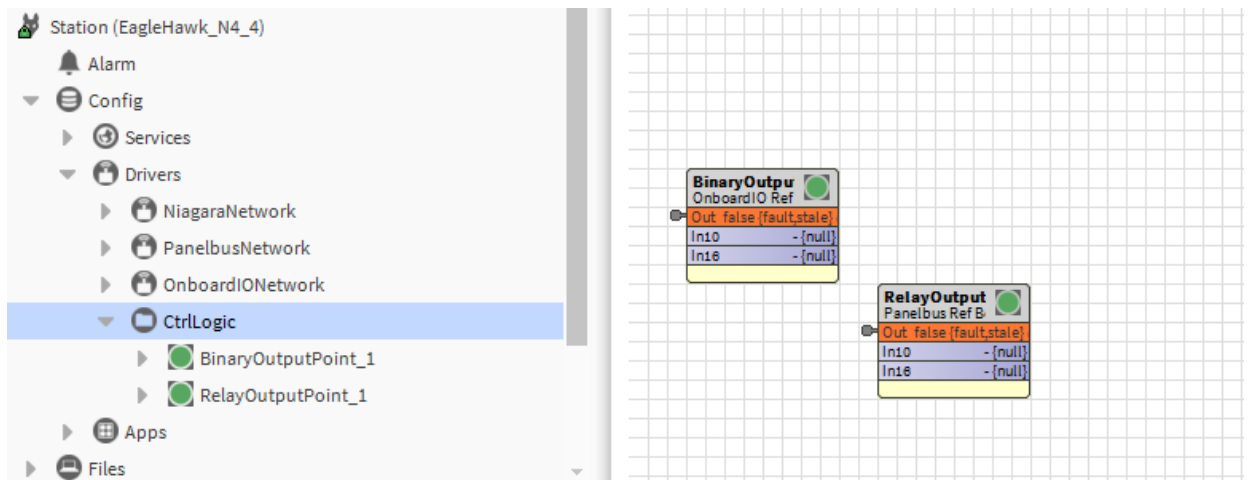 Station (EagleHawk_N4_4)
Alarm
Config
Services
Drivers
NiagaraNetwork
PanelbusNetwork
OnboardIONetwork
CtrlLogic
BinaryOutputPoint_1
RelayOutputPoint_1
Apps
Files
BinaryOutpu
OnboardIO Ref
Out false {fault,stale}
In10 - {null}
In16 - {null}
RelayOutput
Panelbus Ref B
Out false {fault,stale}
In10 - {null}
In16 - {null}